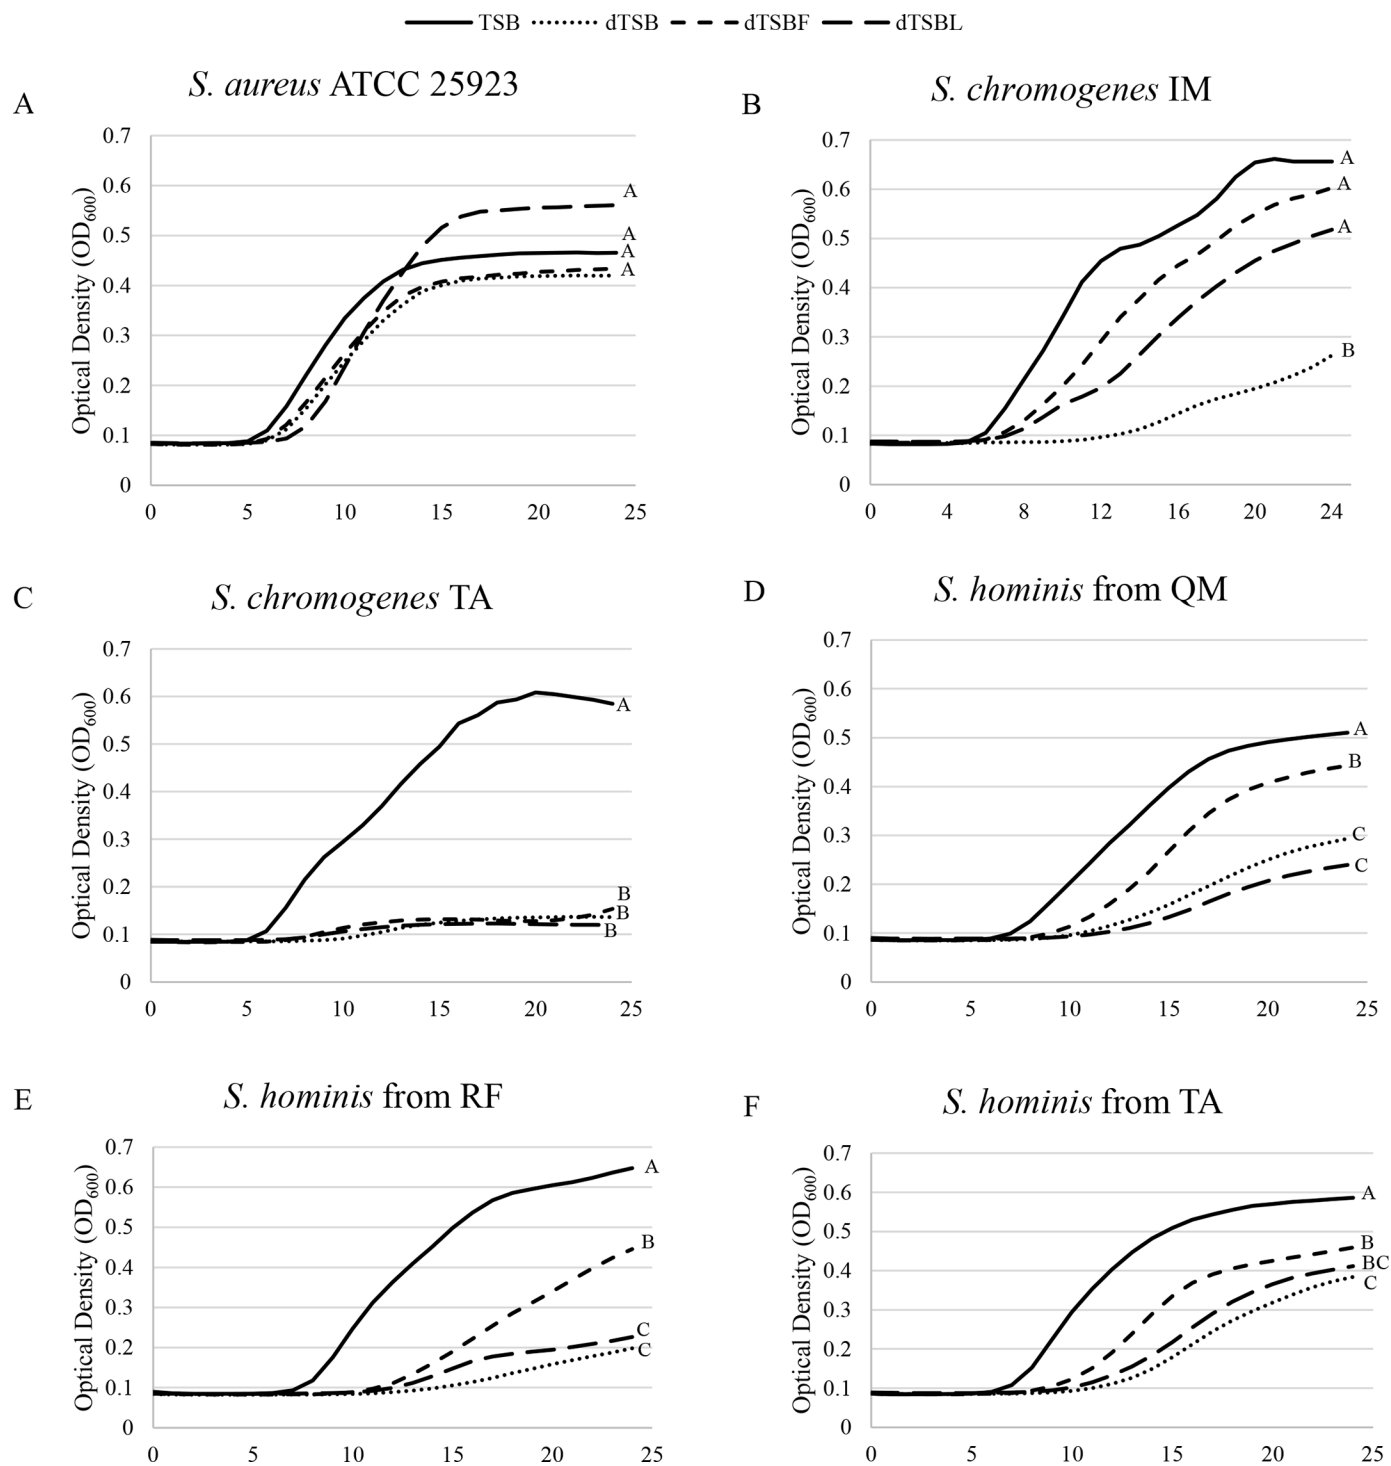 TSB dTSB dTSBF dTSBL
A
S. aureus ATCC 25923
Optical Density (OD600)
0.7
0.6
0.5
0.4
0.3
0.2
0.1
0
0 5 10 15 20 25
A
A
A
A
B
S. chromogenes IM
Optical Density (OD600)
0.7
0.6
0.5
0.4
0.3
0.2
0.1
0
0 4 8 12 16 20 24
A
A
A
B
C
S. chromogenes TA
Optical Density (OD600)
0.7
0.6
0.5
0.4
0.3
0.2
0.1
0
0 5 10 15 20 25
A
B
B
B
D
S. hominis from QM
Optical Density (OD600)
0.7
0.6
0.5
0.4
0.3
0.2
0.1
0
0 5 10 15 20 25
A
B
C
C
E
S. hominis from RF
Optical Density (OD600)
0.7
0.6
0.5
0.4
0.3
0.2
0.1
0
0 5 10 15 20 25
A
B
C
C
F
S. hominis from TA
Optical Density (OD600)
0.7
0.6
0.5
0.4
0.3
0.2
0.1
0
0 5 10 15 20 25
A
B
BC
C